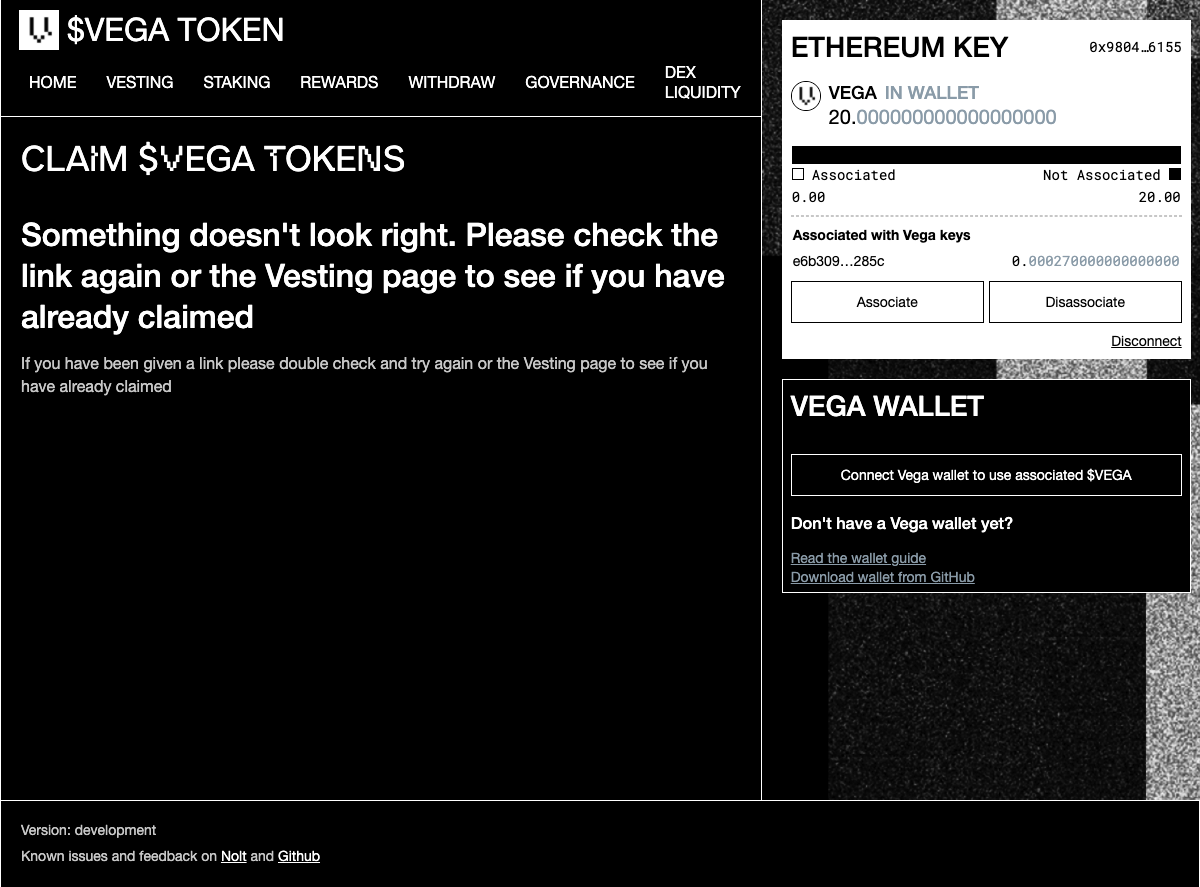 $VEGA TOKEN
HOME VESTING STAKING REWARDS WITHDRAW GOVERNANCE DEX LIQUIDITY
CLAIM $VEGA TOKENS
Something doesn't look right. Please check the
link again or the Vesting page to see if you have
already claimed
If you have been given a link please double check and try again or the Vesting page to see if you
have already claimed
ETHEREUM KEY 0x9804…6155
VEGA IN WALLET
20.000000000000000000
Associated Not Associated
0.00 20.00
Associated with Vega keys
e6b309…285c 0.000270000000000000
Associate Disassociate
Disconnect
VEGA WALLET
Connect Vega wallet to use associated $VEGA
Don't have a Vega wallet yet?
Read the wallet guide
Download wallet from GitHub
Version: development
Known issues and feedback on Nolt and Github